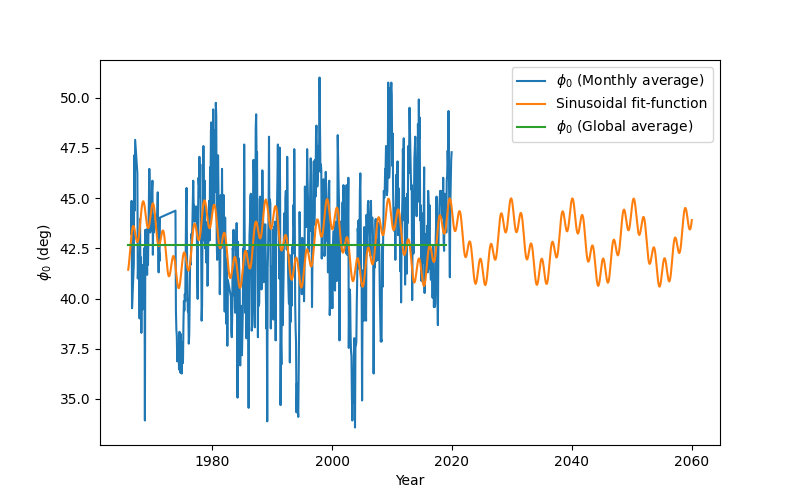 ϕ₀ (Monthly average)
Sinusoidal fit-function
ϕ₀ (Global average)
50.0
47.5
45.0
42.5
40.0
37.5
35.0
ϕ₀ (deg)
1980
2000
2020
2040
2060
Year